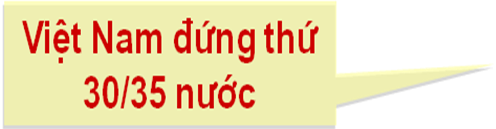 Việt Nam đứng thứ
30/35 nước